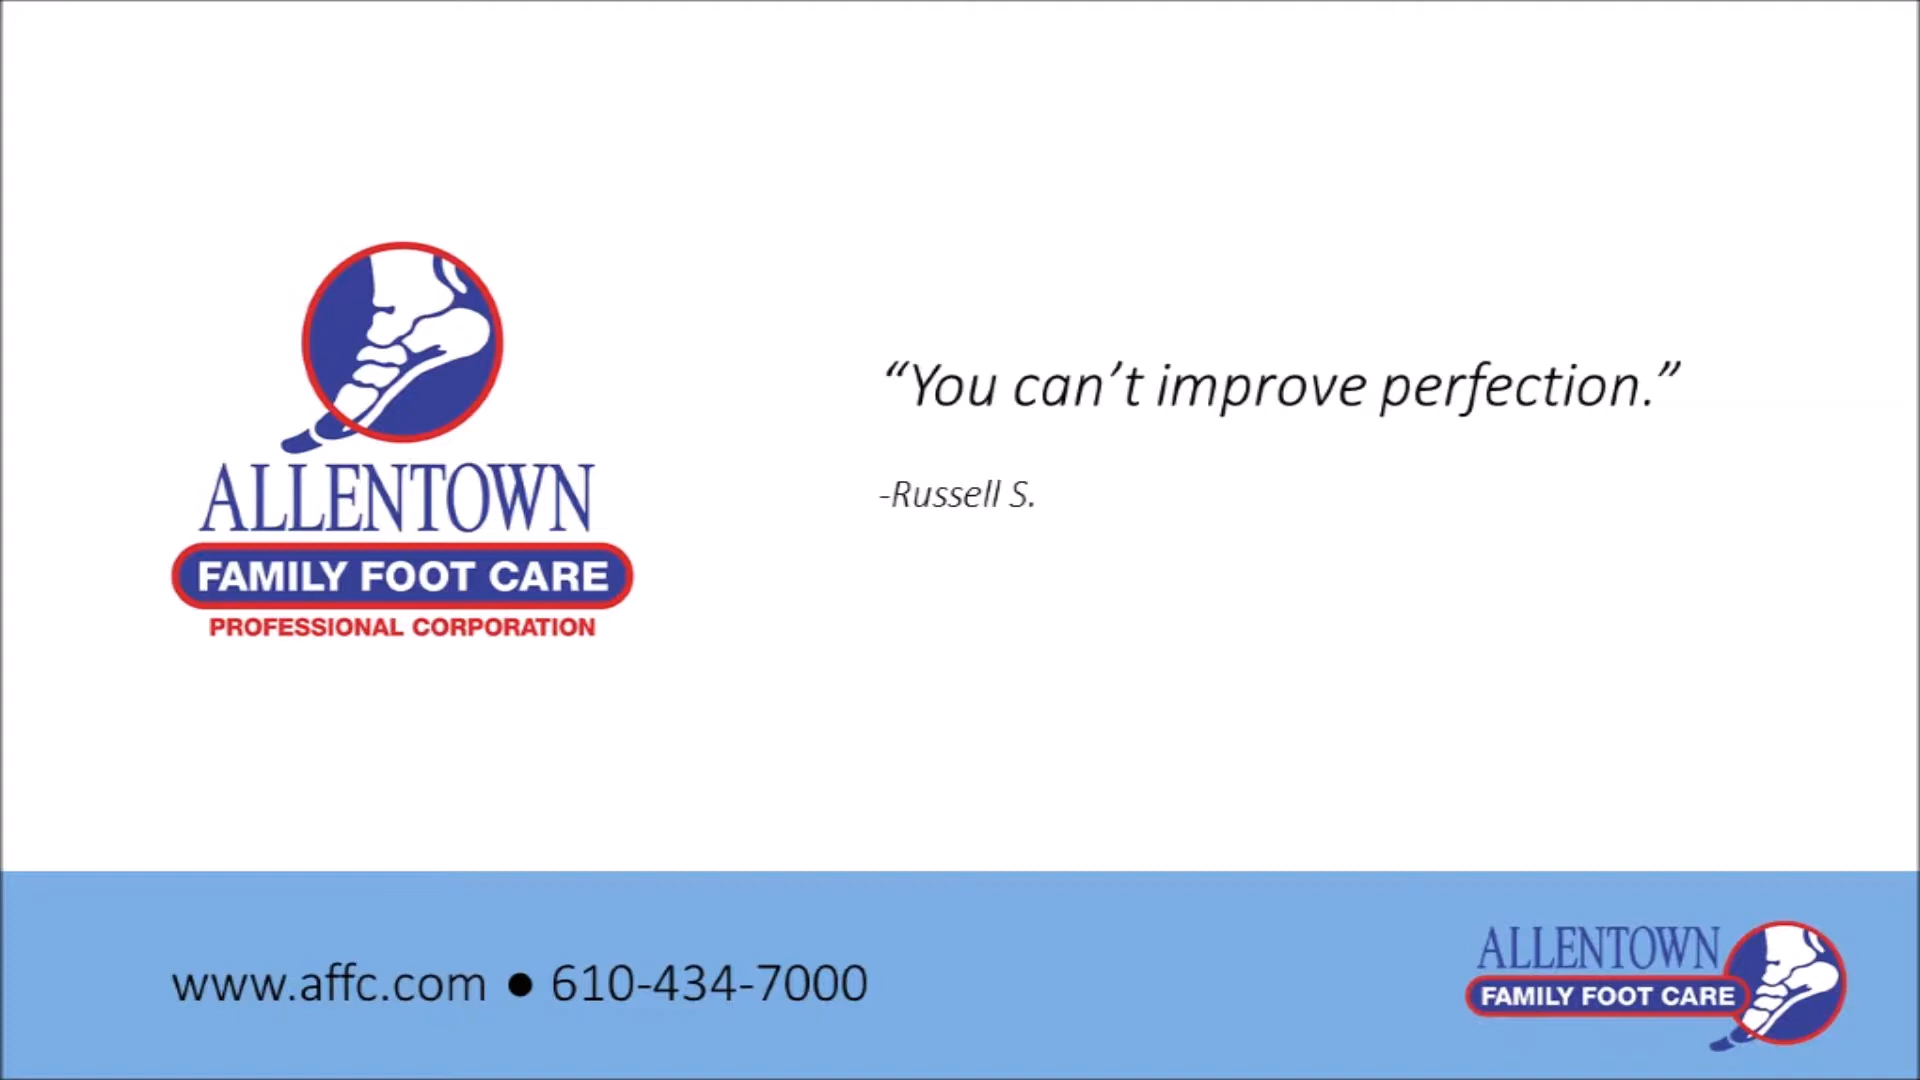 ALLENTOWN
FAMILY FOOT CARE
PROFESSIONAL CORPORATION
“You can’t improve perfection.”
-Russell S.
www.affc.com ● 610-434-7000
ALLENTOWN
FAMILY FOOT CARE